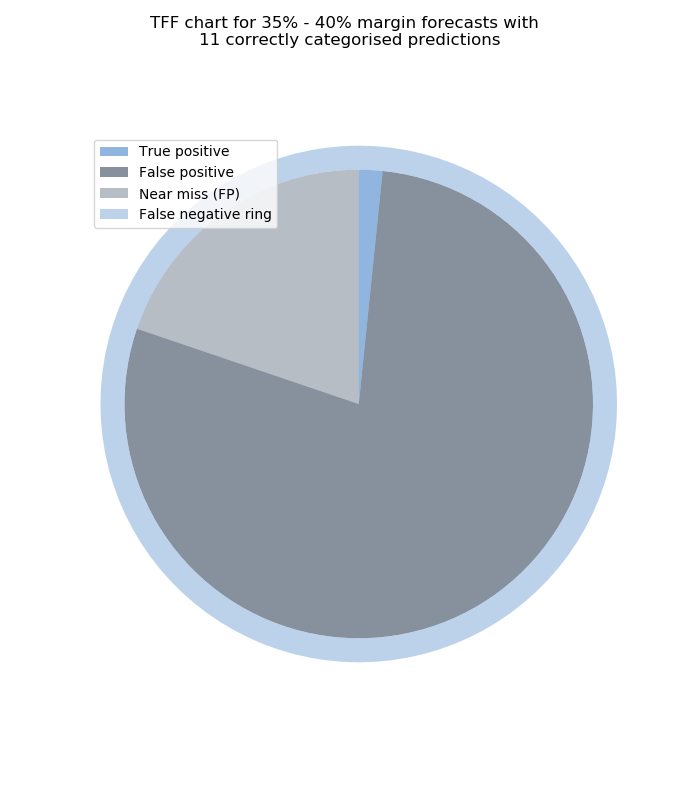 TFF chart for 35% - 40% margin forecasts with
11 correctly categorised predictions
True positive
False positive
Near miss (FP)
False negative ring